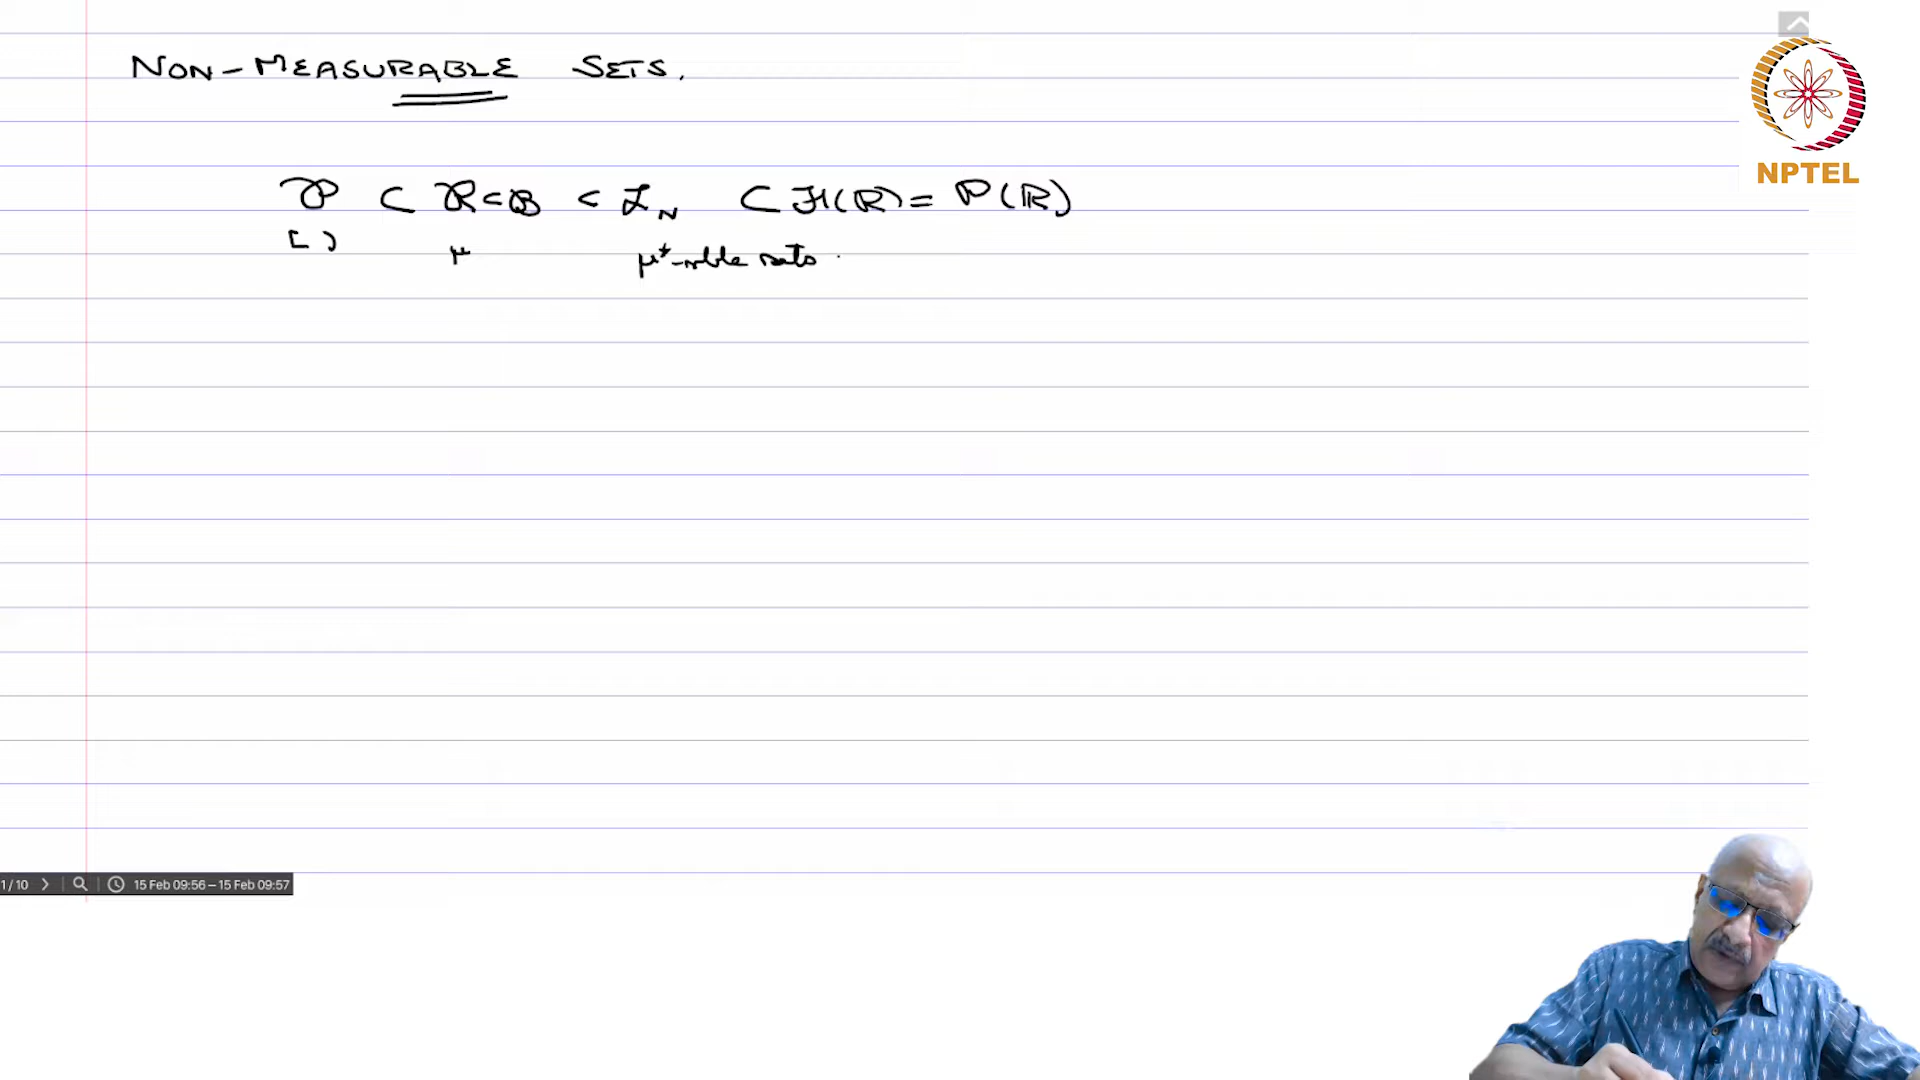 NON-MEASURABLE SETS.
NPTEL
𝒫 ⊂ ℛ ⊂ ℬ ⊂ ℒ_N ⊂ ℋ(ℝ) = 𝒫(ℝ)
[ ) μ μ*-mble sets.
1/10 15 Feb 09:56 – 15 Feb 09:57